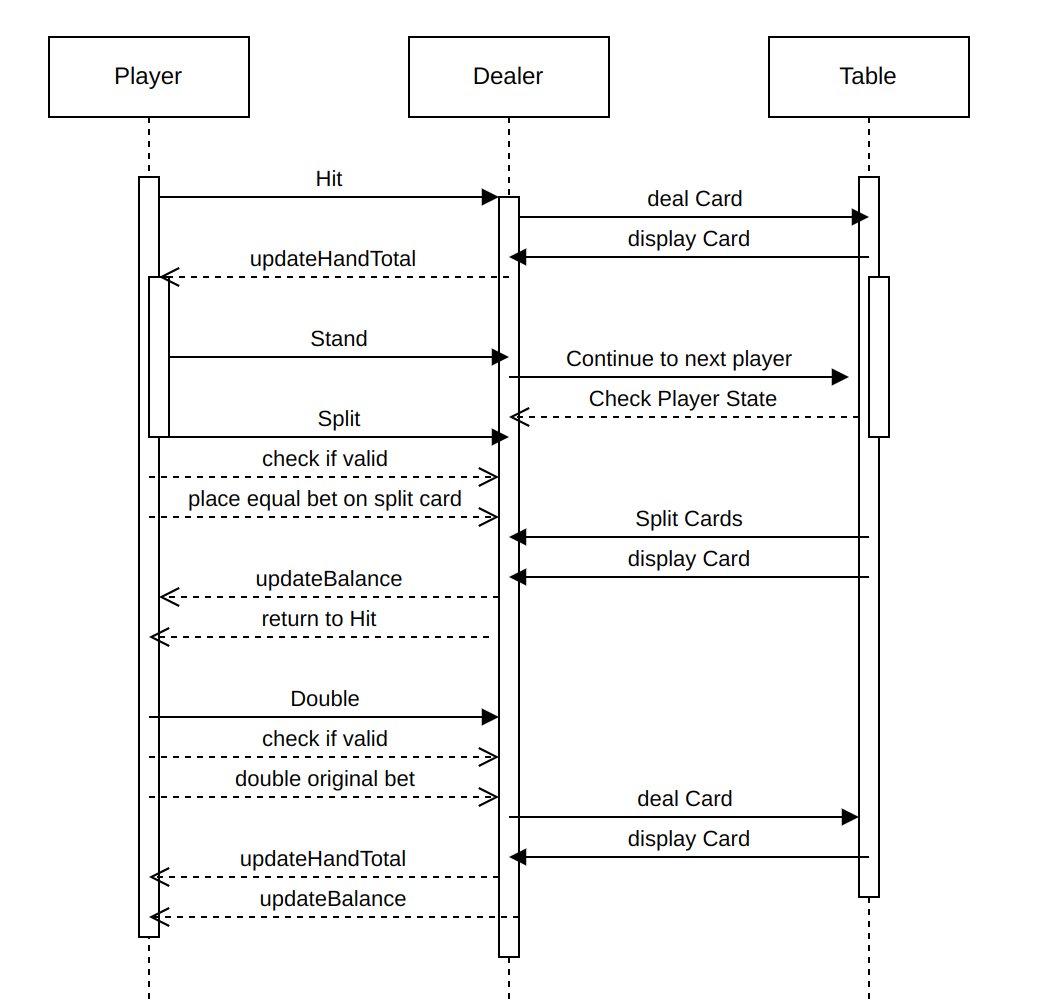 Player
Dealer
Table
Hit
deal Card
display Card
updateHandTotal
Stand
Continue to next player
Check Player State
Split
check if valid
place equal bet on split card
Split Cards
display Card
updateBalance
return to Hit
Double
check if valid
double original bet
deal Card
display Card
updateHandTotal
updateBalance